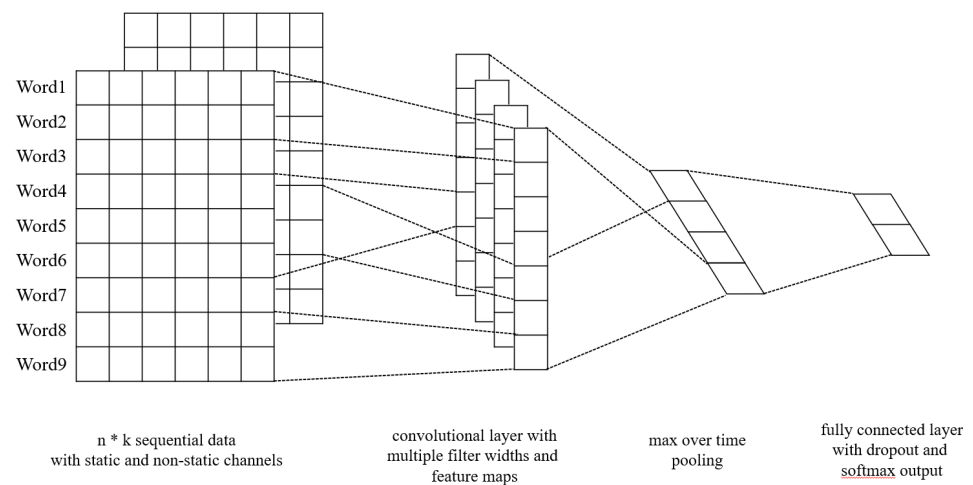 Word1
Word2
Word3
Word4
Word5
Word6
Word7
Word8
Word9
n * k sequential data
with static and non-static channels
convolutional layer with
multiple filter widths and
feature maps
max over time
pooling
fully connected layer
with dropout and
softmax output